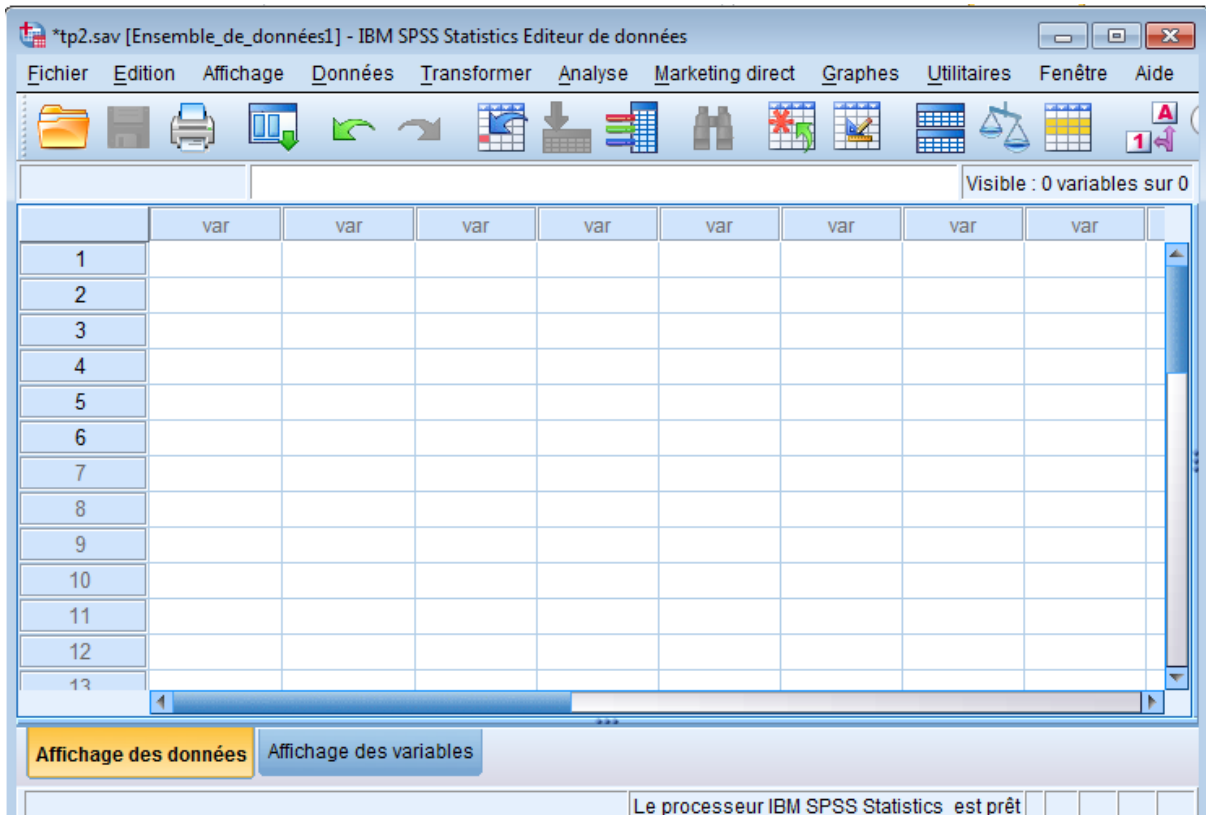 *tp2.sav [Ensemble_de_données1] - IBM SPSS Statistics Editeur de données
Fichier Edition Affichage Données Transformer Analyse Marketing direct Graphes Utilitaires Fenêtre Aide
A
1
Visible : 0 variables sur 0
var var var var var var var var
1
2
3
4
5
6
7
8
9
10
11
12
13
Affichage des données Affichage des variables
Le processeur IBM SPSS Statistics est prêt